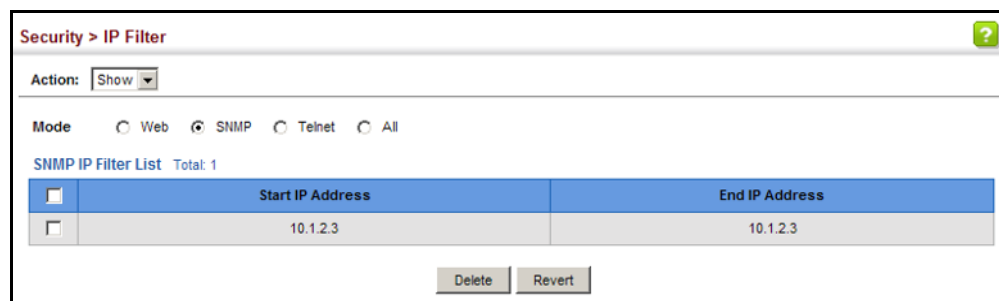 Security > IP Filter
?
Action: Show
Mode Web SNMP Telnet All
SNMP IP Filter List Total: 1
Start IP Address End IP Address
10.1.2.3 10.1.2.3
Delete Revert